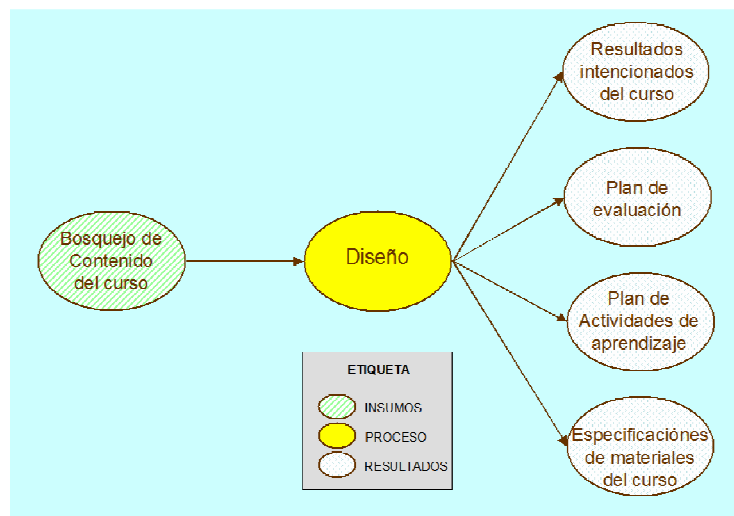 Bosquejo de
Contenido
del curso
Diseño
Resultados
intencionados
del curso
Plan de
evaluación
Plan de
Actividades de
aprendizaje
Especificaciónes
de materiales
del curso
ETIQUETA
INSUMOS
PROCESO
RESULTADOS